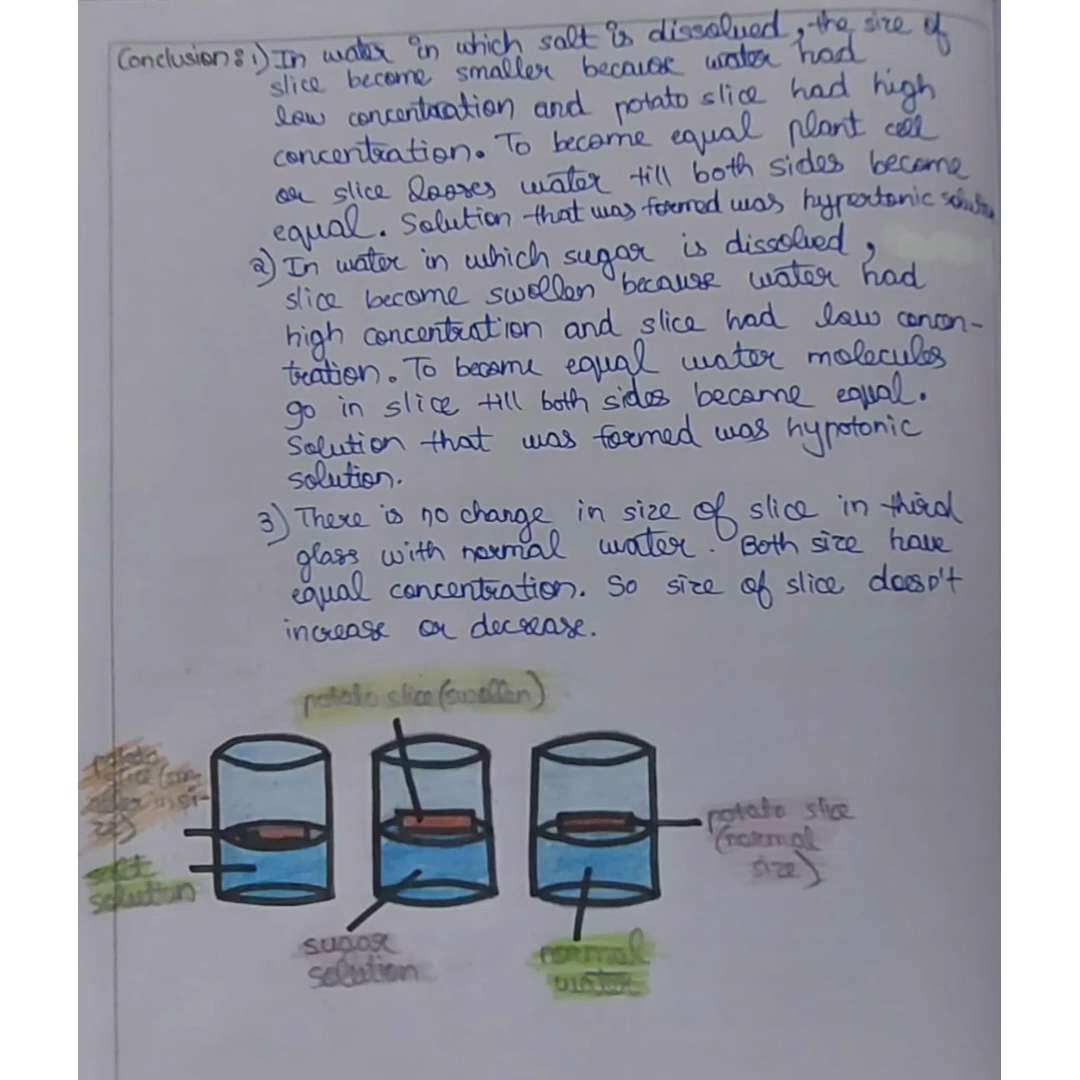 Conclusion: 1) In water in which salt is dissolved, the size of
slice become smaller because water had
low concentration and potato slice had high
concentration. To become equal plant cell
or slice looses water till both sides become
equal. Solution that was formed was hypertonic solution
2) In water in which sugar is dissolved,
slice become swollen because water had
high concentration and slice had low concen-
tration. To become equal water molecules
go in slice till both sides become equal.
Solution that was formed was hypotonic
solution.
3) There is no change in size of slice in third
glass with normal water. Both size have
equal concentration. So size of slice doesn't
increase or decrease.
potato slice (swollen)
potato
slice
salt
solution
sugar
solution
normal
water
potato slice
(normal
size)